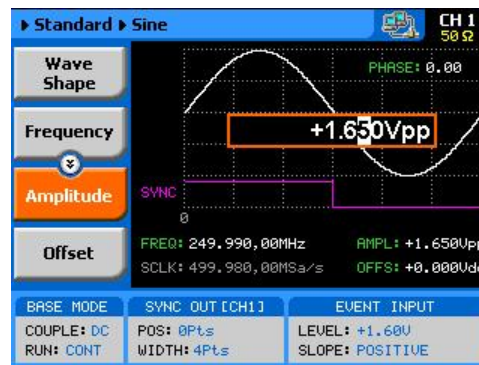 Standard ▸ Sine
CH 1
50 Ω
Wave
Shape
PHASE: 0.00
Frequency
+1.650Vpp
Amplitude
SYNC
0
Offset
FREQ: 249.990,00MHz
AMPL: +1.650Vpp
SCLK: 499.980,00MSa/s
OFFS: +0.000Vdc
BASE MODE
SYNC OUT [CH1]
EVENT INPUT
COUPLE: DC
POS: 0Pts
LEVEL: +1.60V
RUN: CONT
WIDTH: 4Pts
SLOPE: POSITIVE